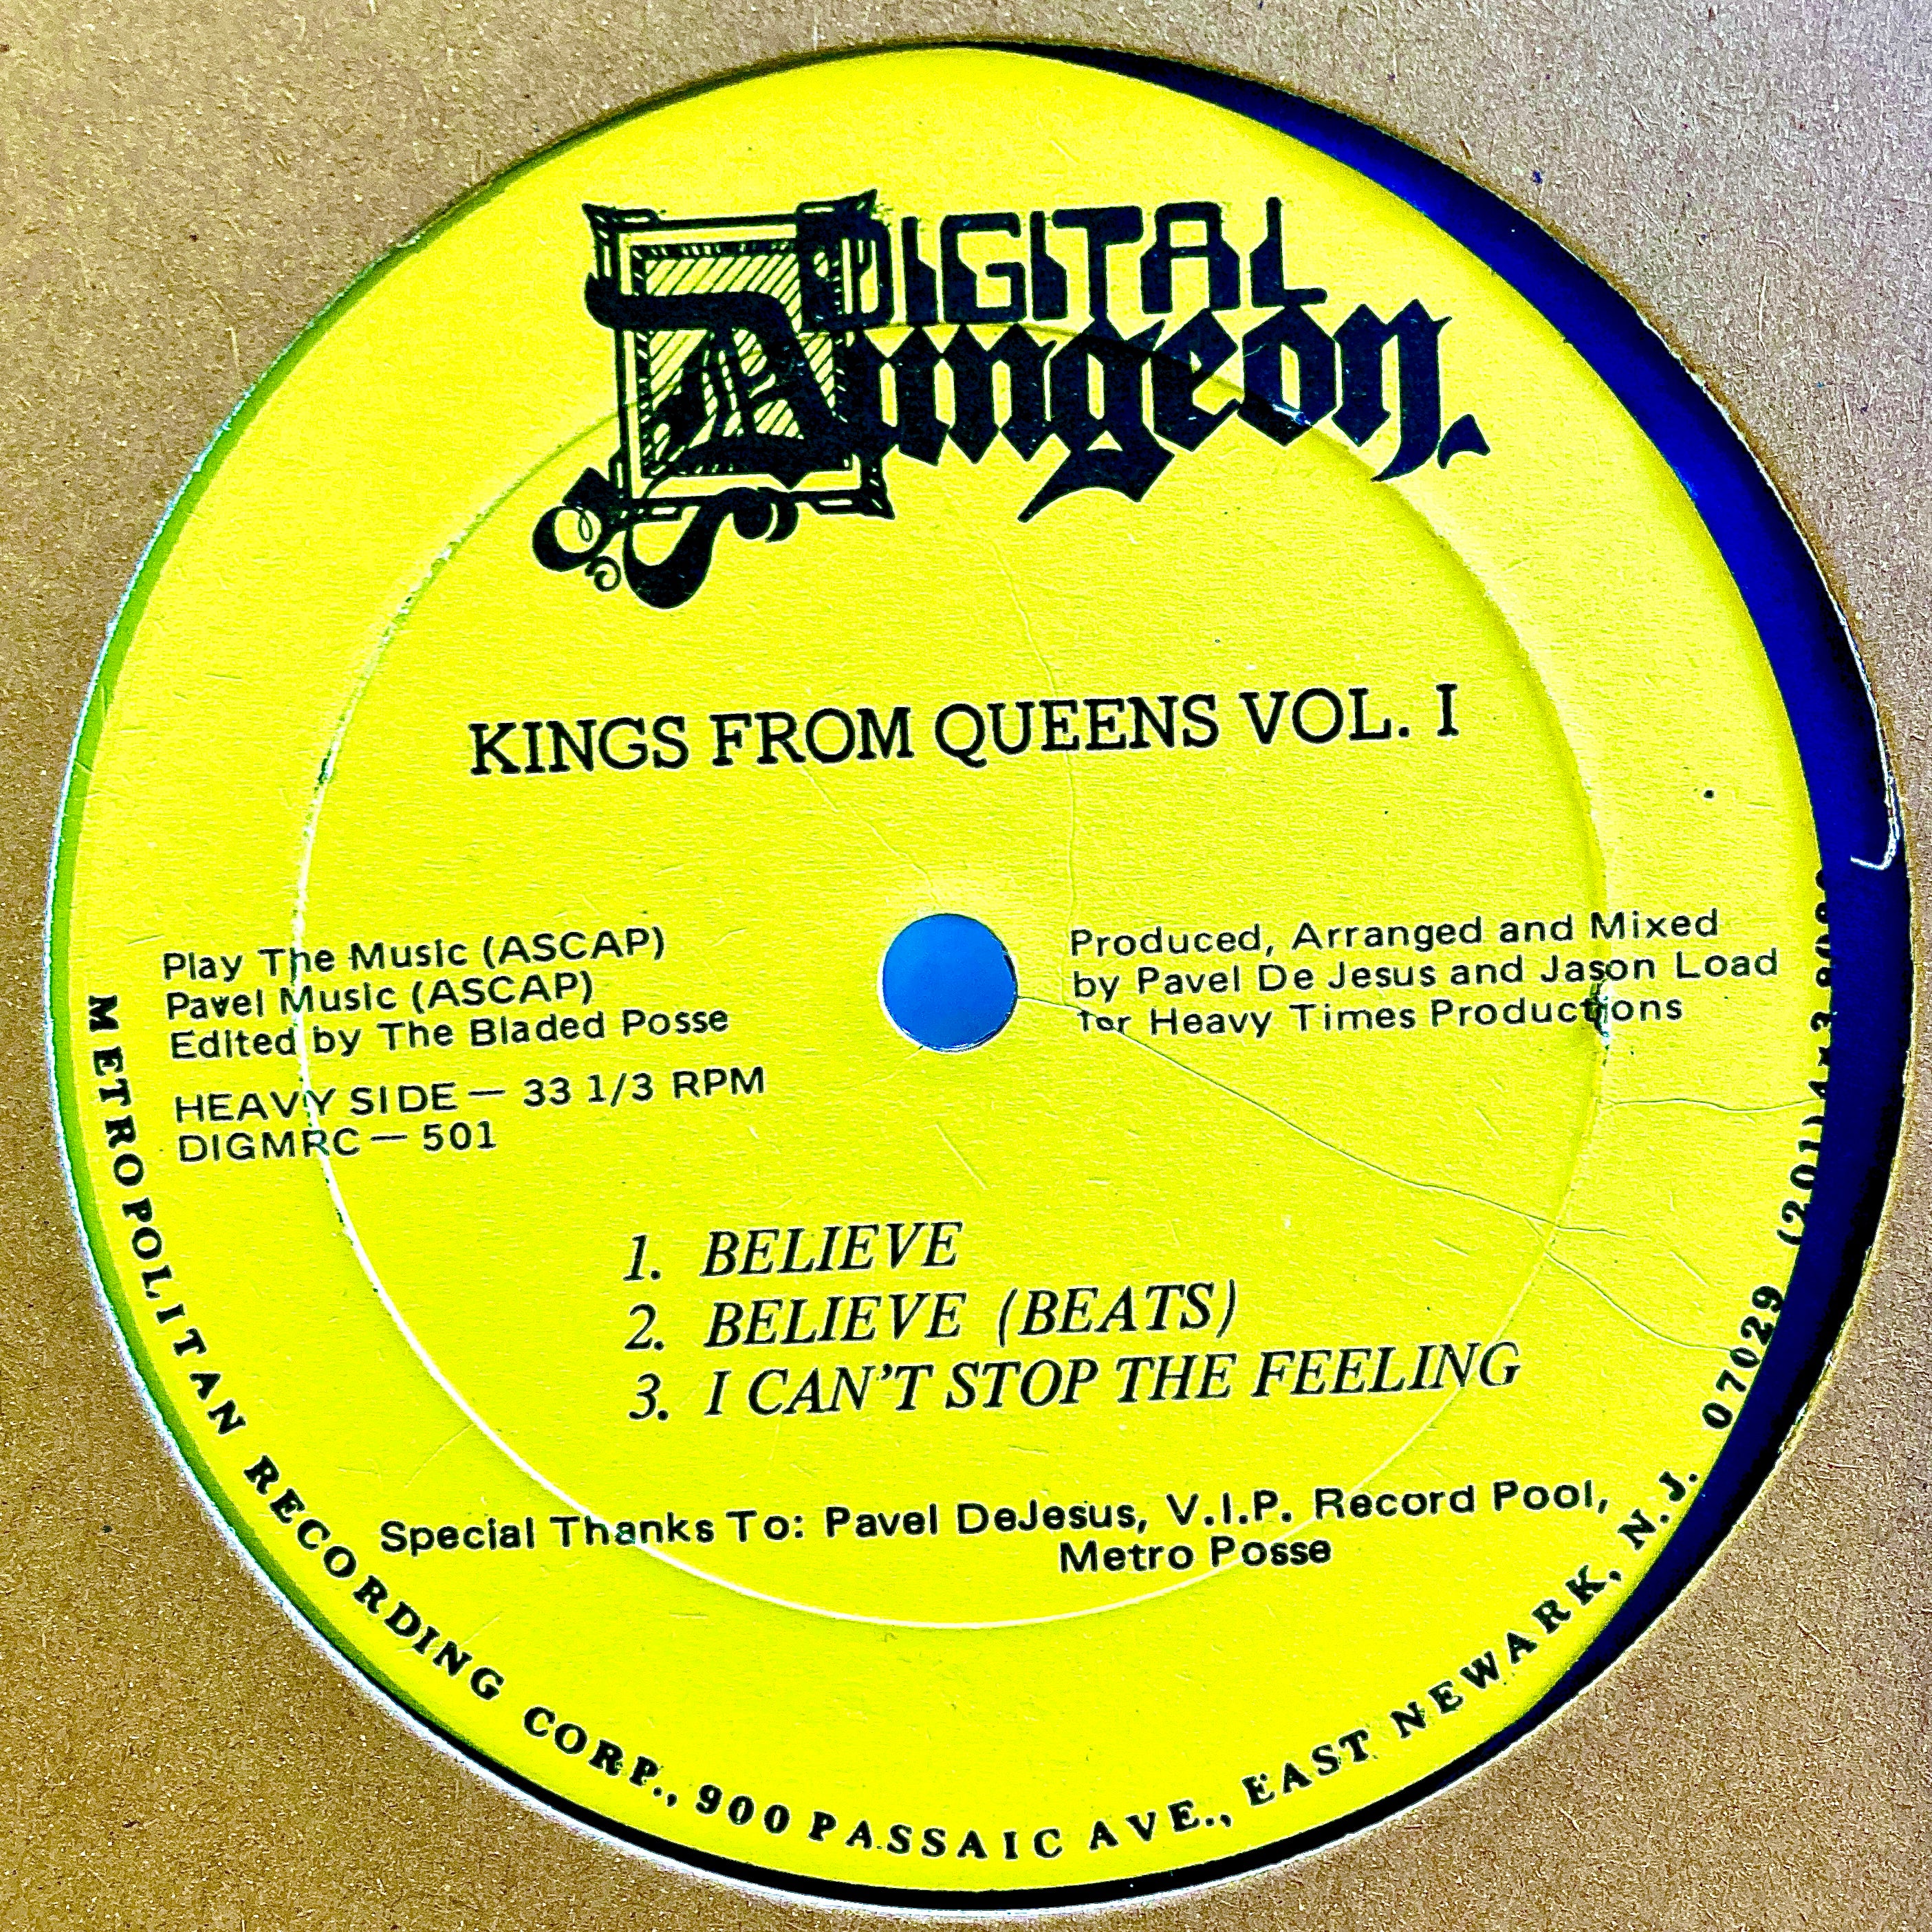 DIGITAL
Dungeon
KINGS FROM QUEENS VOL. I
Play The Music (ASCAP)
Pavel Music (ASCAP)
Edited by The Bladed Posse
HEAVY SIDE — 33 1/3 RPM
DIGMRC — 501
Produced, Arranged and Mixed
by Pavel De Jesus and Jason Load
for Heavy Times Productions
1. BELIEVE
2. BELIEVE (BEATS)
3. I CAN'T STOP THE FEELING
Special Thanks To: Pavel DeJesus, V.I.P. Record Pool,
Metro Posse
METROPOLITAN RECORDING CORP., 900 PASSAIC AVE., EAST NEWARK, N.J. 07029 (201)